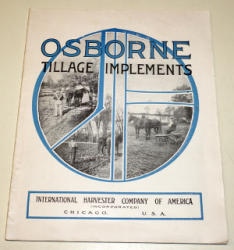 OSBORNE
TILLAGE IMPLEMENTS
INTERNATIONAL HARVESTER COMPANY OF AMERICA
(INCORPORATED)
CHICAGO, U.S.A.